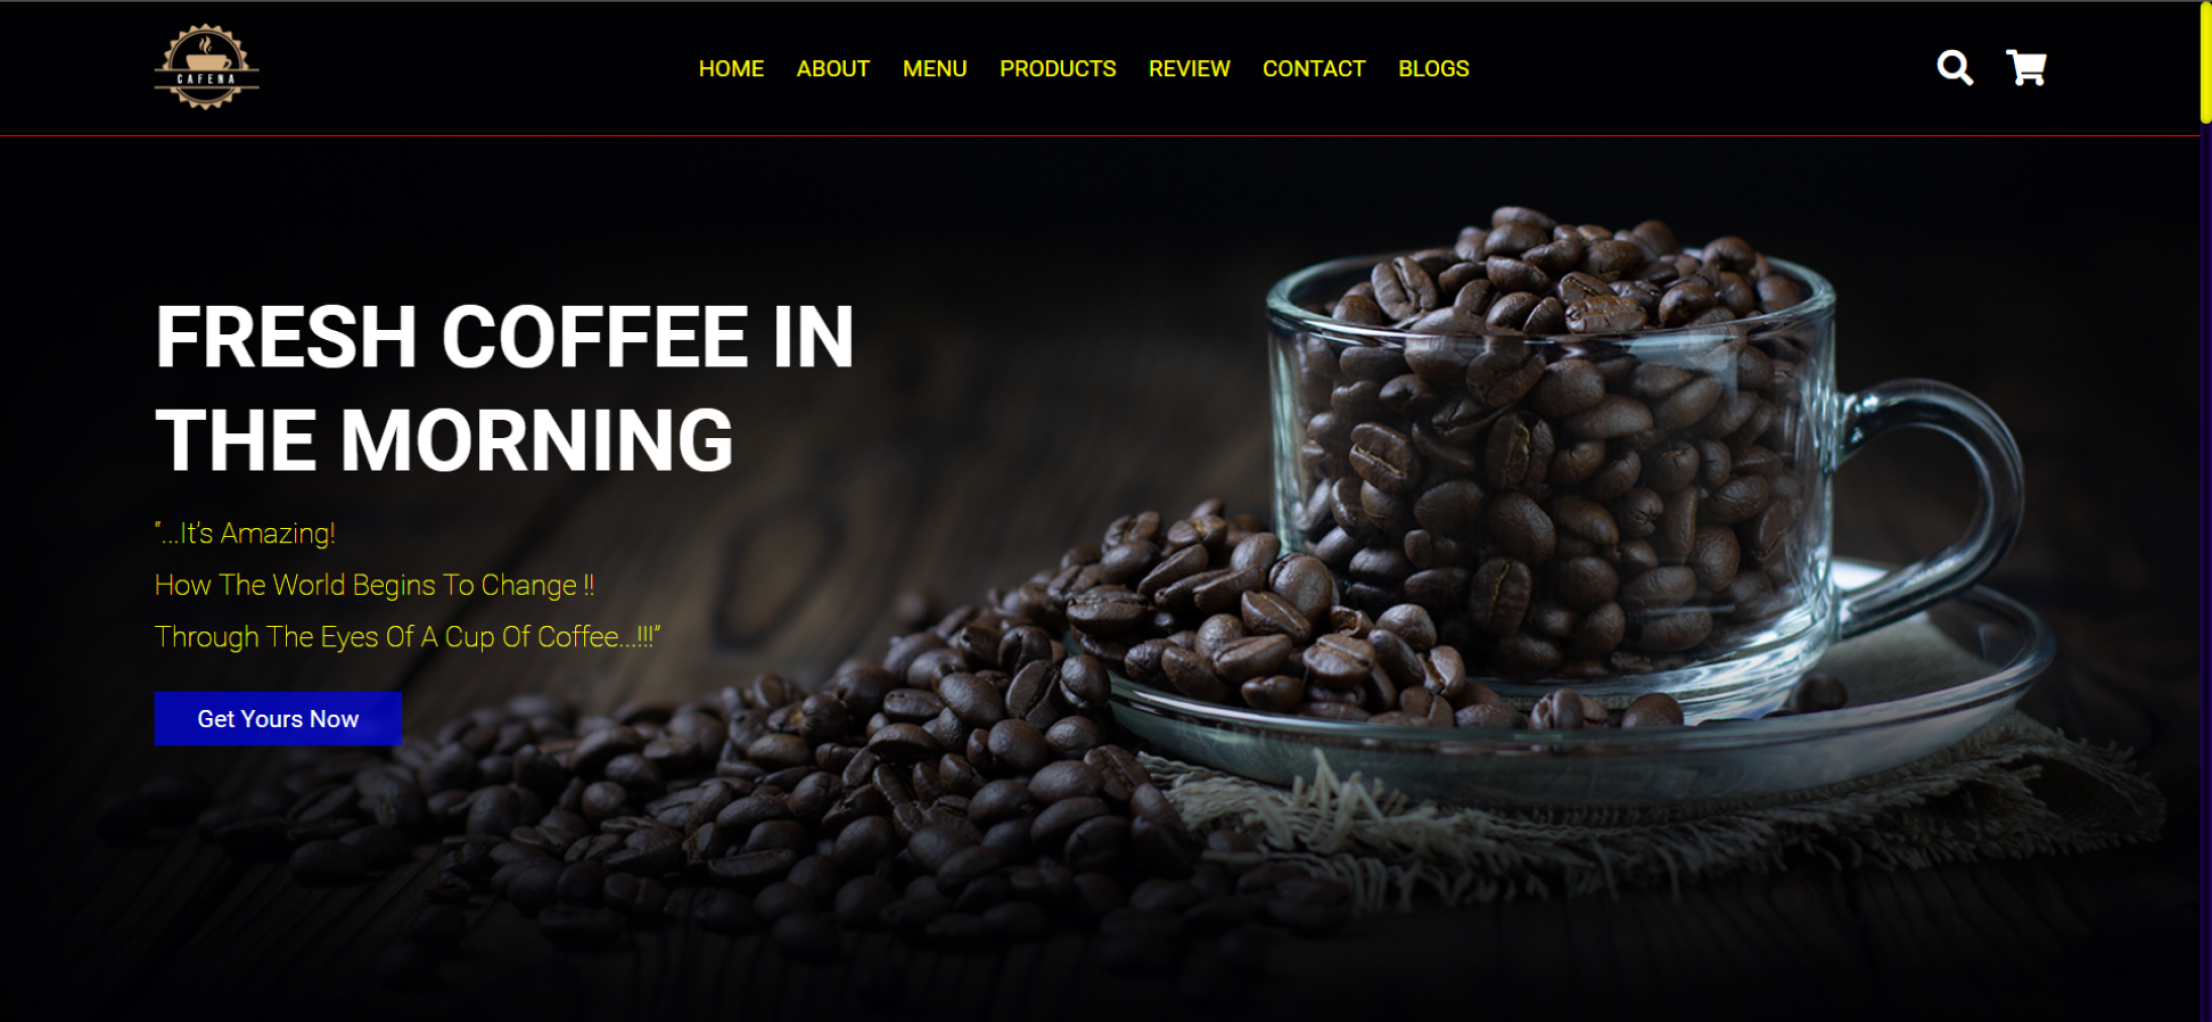 CAFENA
HOME ABOUT MENU PRODUCTS REVIEW CONTACT BLOGS
FRESH COFFEE IN
THE MORNING
“...It’s Amazing!
How The World Begins To Change !!
Through The Eyes Of A Cup Of Coffee...!!!”
Get Yours Now